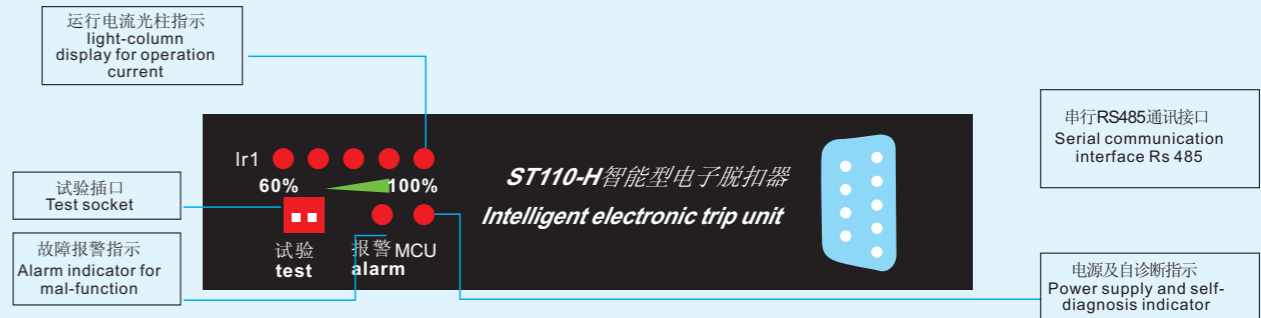 运行电流光柱指示
light-column
display for operation
current
串行RS485通讯接口
Serial communication
interface Rs 485
Ir1
60%
100%
ST110-H智能型电子脱扣器
Intelligent electronic trip unit
试验插口
Test socket
故障报警指示
Alarm indicator for
mal-function
试验
test
报警 MCU
alarm
电源及自诊断指示
Power supply and self-
diagnosis indicator